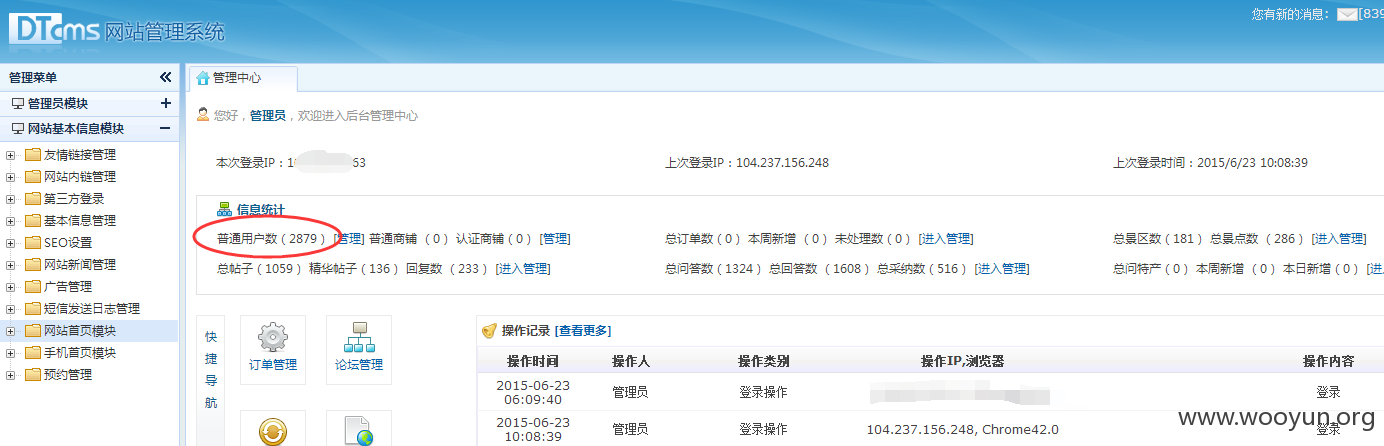 DTcms 网站管理系统
您有新的消息： [839
管理菜单
管理中心
管理员模块
网站基本信息模块
友情链接管理
网站内链管理
第三方登录
基本信息管理
SEO设置
网站新闻管理
广告管理
短信发送日志管理
网站首页模块
手机首页模块
预约管理
您好，管理员，欢迎进入后台管理中心
本次登录IP：1 63 上次登录IP：104.237.156.248 上次登录时间：2015/6/23 10:08:39
信息统计
普通用户数（2879） [管理] 普通商铺 （0） 认证商铺（0） [管理] 总订单数（0） 本周新增 （0） 未处理数（0） [进入管理] 总景区数（181） 总景点数 （286） [进入管理]
总帖子（1059） 精华帖子（136） 回复数 （233） [进入管理] 总问答数（1324） 总回答数 （1608） 总采纳数（516） [进入管理] 总问特产（0） 本周新增 （0） 本日新增（0） [进
快捷导航
订单管理
论坛管理
操作记录 [查看更多]
操作时间 操作人 操作类别 操作IP,浏览器 操作内容
2015-06-23 06:09:40 管理员 登录操作 登录
2015-06-23 10:08:39 管理员 登录操作 104.237.156.248, Chrome42.0 登录
www.wooyun.org